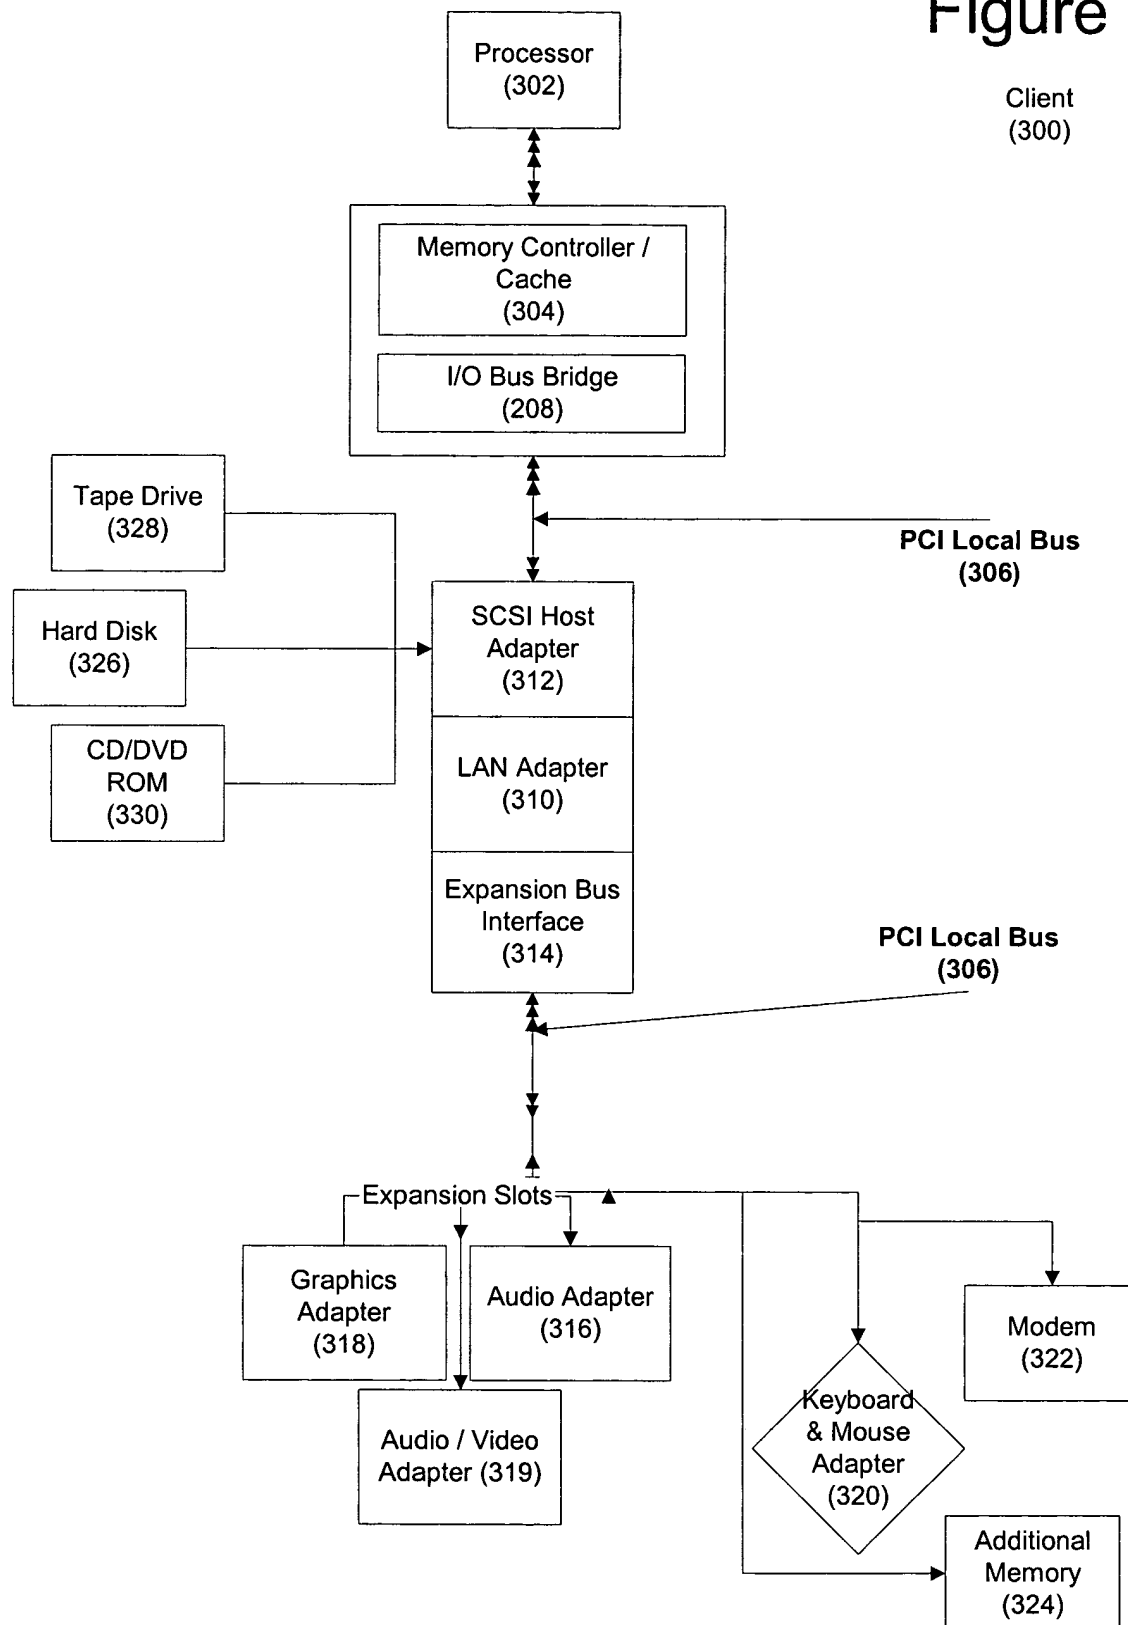 Figure
Processor
(302)
Client
(300)
Memory Controller /
Cache
(304)
I/O Bus Bridge
(208)
Tape Drive
(328)
PCI Local Bus
(306)
Hard Disk
(326)
SCSI Host
Adapter
(312)
CD/DVD
ROM
(330)
LAN Adapter
(310)
Expansion Bus
Interface
(314)
PCI Local Bus
(306)
Expansion Slots
Graphics
Adapter
(318)
Audio Adapter
(316)
Modem
(322)
Audio / Video
Adapter (319)
Keyboard
& Mouse
Adapter
(320)
Additional
Memory
(324)